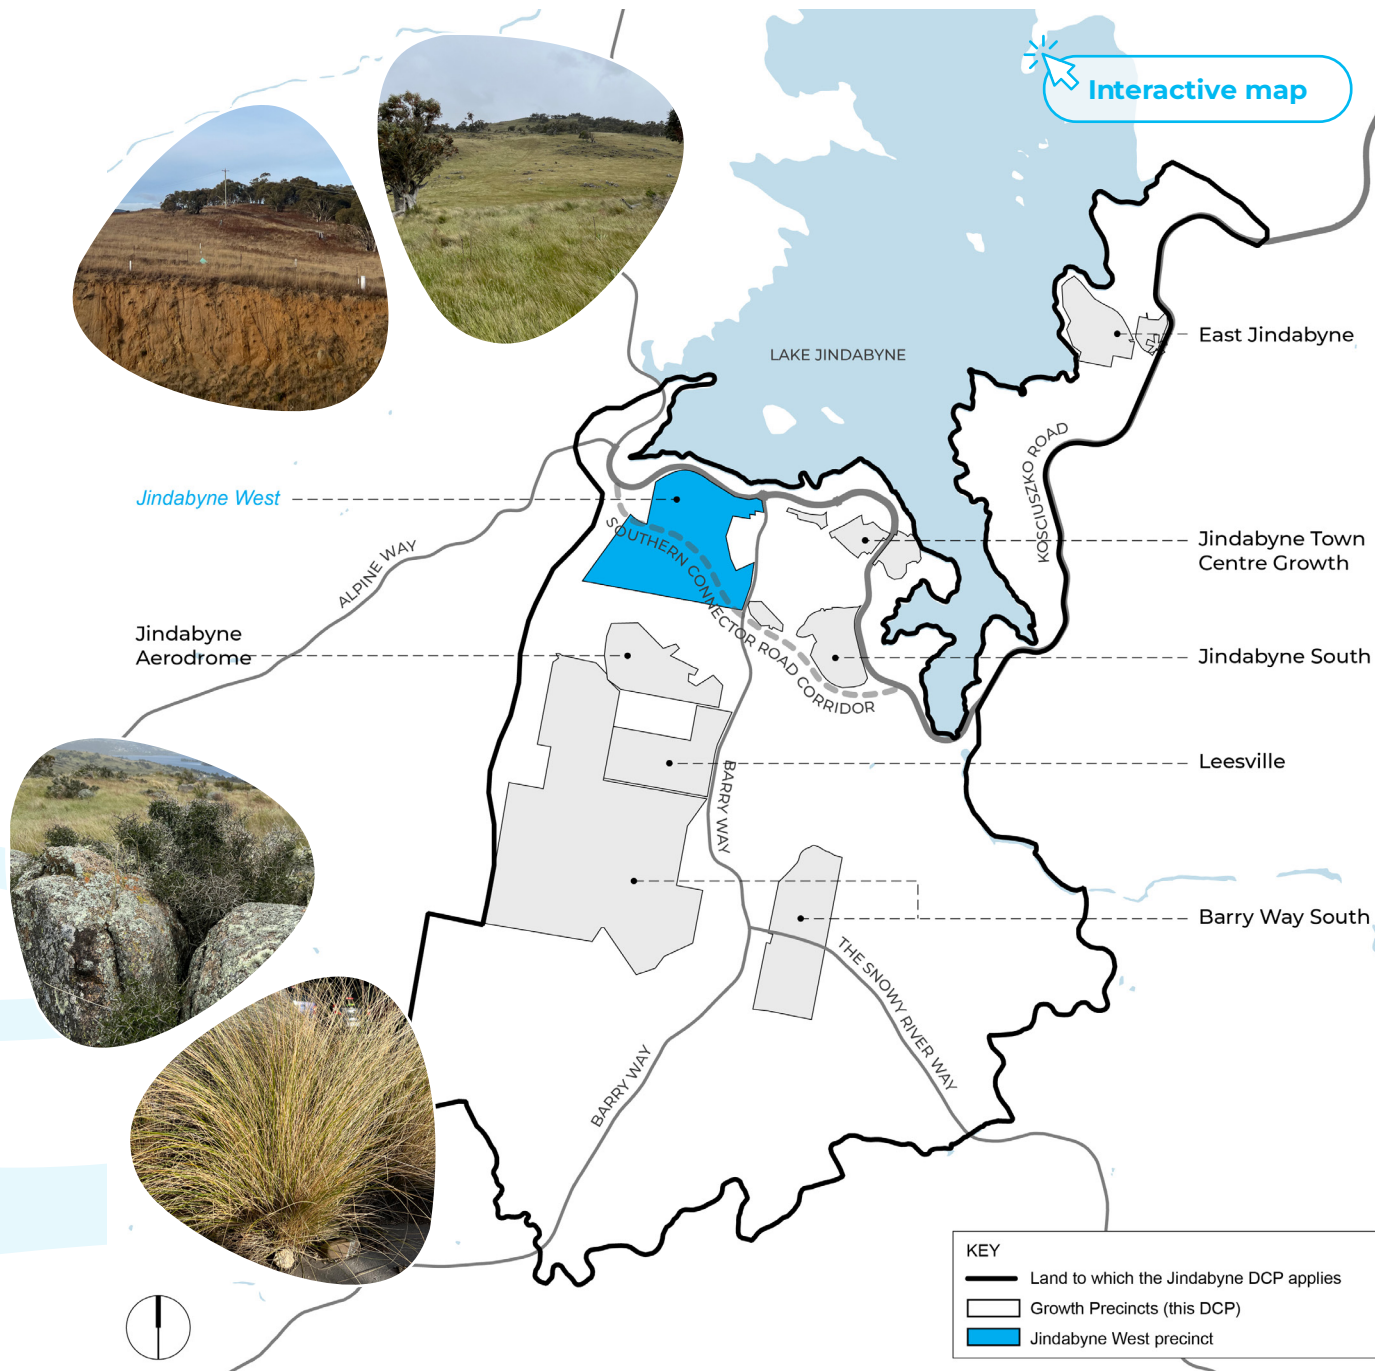 Interactive map
LAKE JINDABYNE
East Jindabyne
KOSCIUSZKO ROAD
Jindabyne West
SOUTHERN CONNECTOR ROAD CORRIDOR
Jindabyne Town
Centre Growth
ALPINE WAY
Jindabyne
Aerodrome
Jindabyne South
Leesville
BARRY WAY
Barry Way South
THE SNOWY RIVER WAY
BARRY WAY
KEY
Land to which the Jindabyne DCP applies
Growth Precincts (this DCP)
Jindabyne West precinct